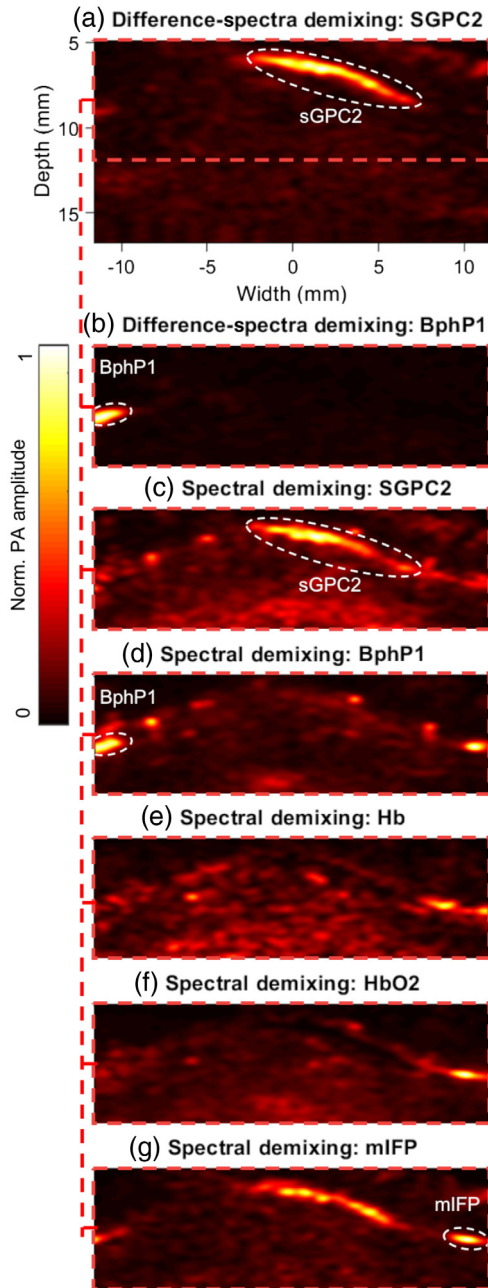 (a) Difference-spectra demixing: SGPC2
5
10
15
Depth (mm)
sGPC2
-10 -5 0 5 10
Width (mm)
(b) Difference-spectra demixing: BphP1
BphP1
1
Norm. PA amplitude
0
(c) Spectral demixing: SGPC2
sGPC2
(d) Spectral demixing: BphP1
BphP1
(e) Spectral demixing: Hb
(f) Spectral demixing: HbO2
(g) Spectral demixing: mIFP
mIFP